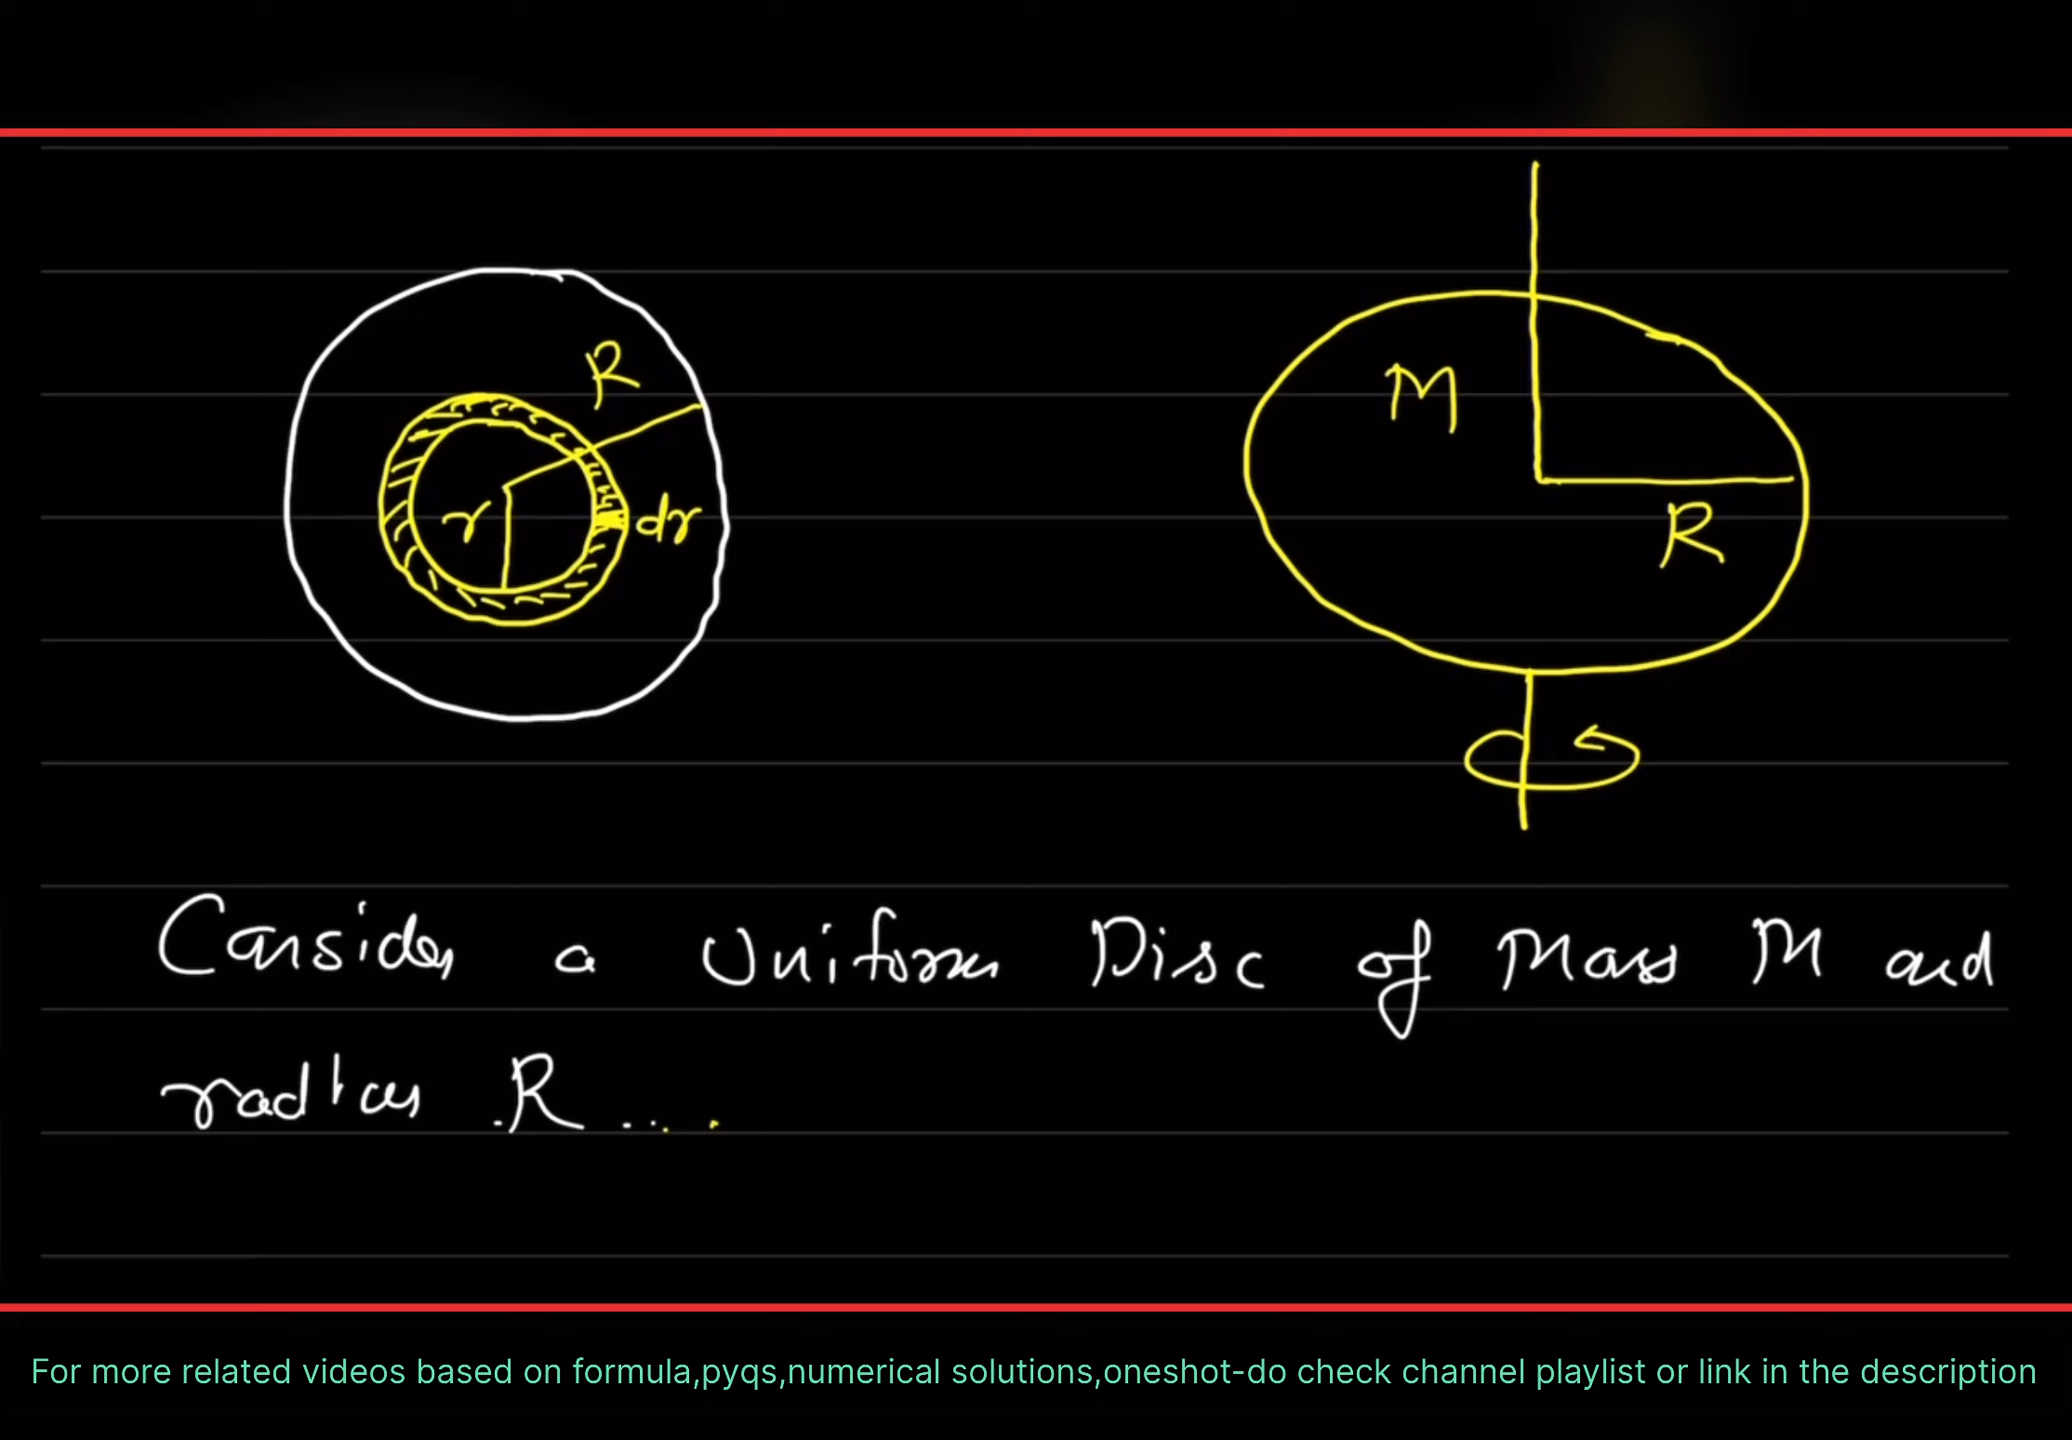 R
r
dr
M
R
Consider a Uniform Disc of Mass M and
radius R ....
For more related videos based on formula,pyqs,numerical solutions,oneshot-do check channel playlist or link in the description